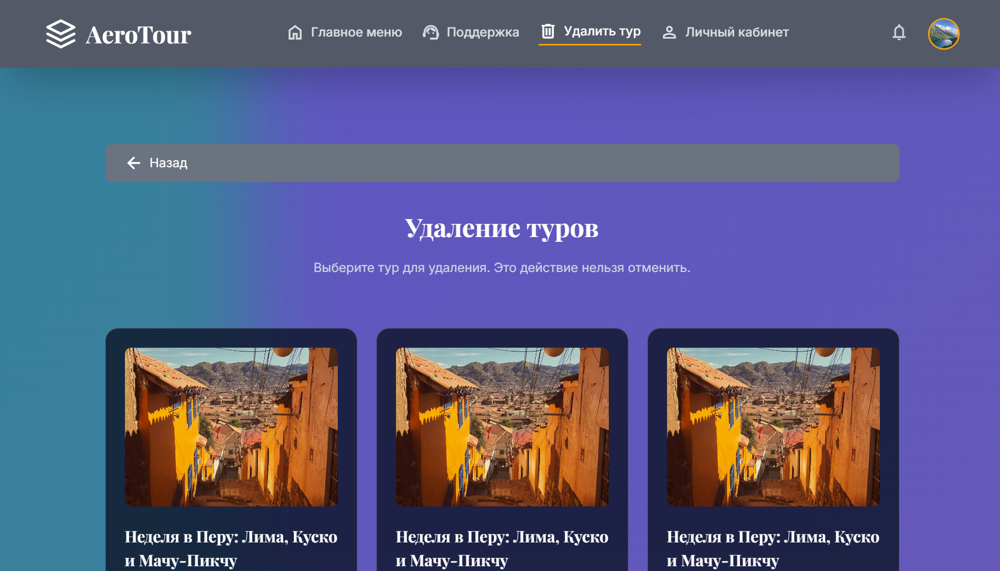 AeroTour
Главное меню
Поддержка
Удалить тур
Личный кабинет
Назад
Удаление туров
Выберите тур для удаления. Это действие нельзя отменить.
Неделя в Перу: Лима, Куско
и Мачу-Пикчу
Неделя в Перу: Лима, Куско
и Мачу-Пикчу
Неделя в Перу: Лима, Куско
и Мачу-Пикчу